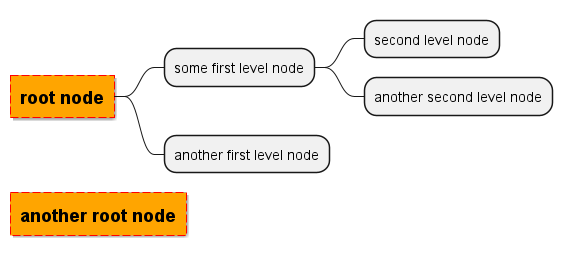 root node
some first level node
second level node
another second level node
another first level node
another root node